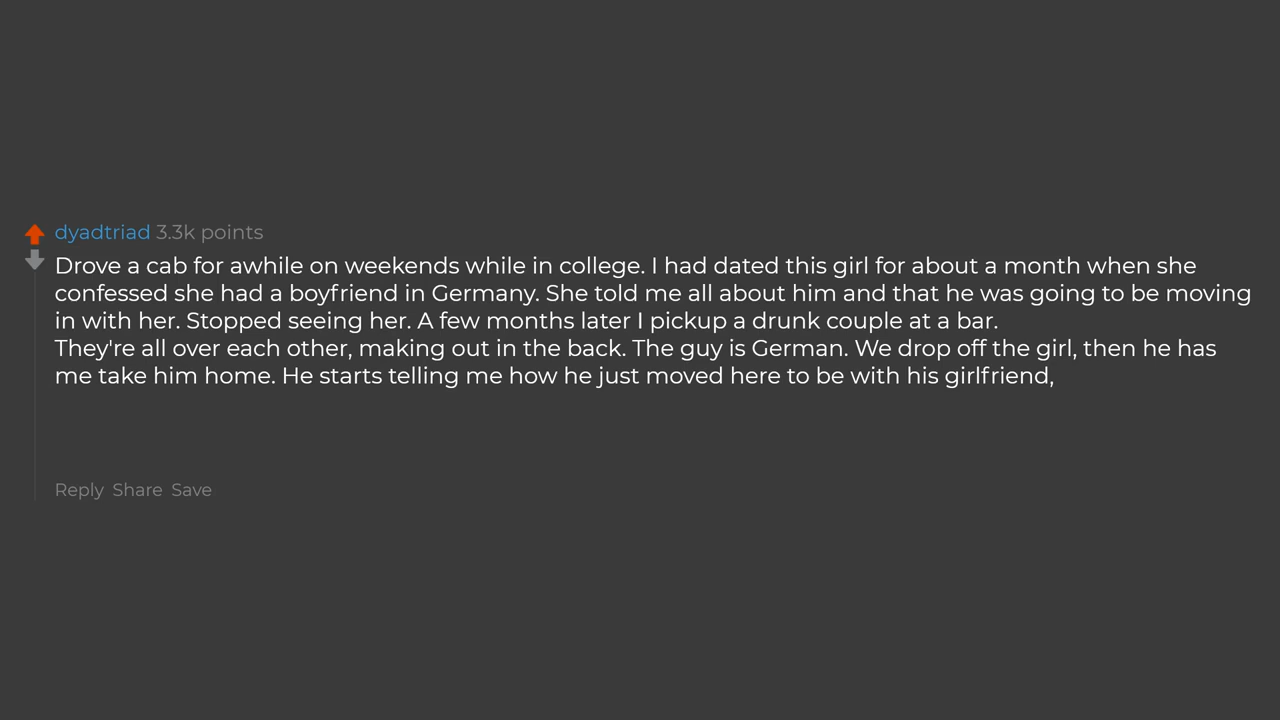 dyadtriad 3.3k points
Drove a cab for awhile on weekends while in college. I had dated this girl for about a month when she
confessed she had a boyfriend in Germany. She told me all about him and that he was going to be moving
in with her. Stopped seeing her. A few months later I pickup a drunk couple at a bar.
They're all over each other, making out in the back. The guy is German. We drop off the girl, then he has
me take him home. He starts telling me how he just moved here to be with his girlfriend,
Reply Share Save